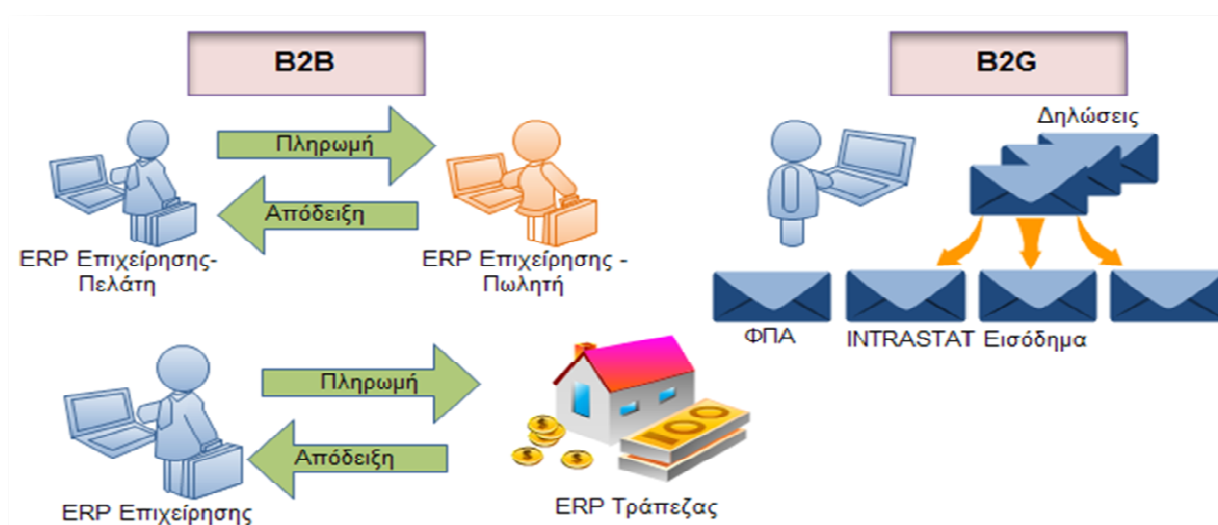 B2B
Πληρωμή
Απόδειξη
ERP Επιχείρησης-
Πελάτη
ERP Επιχείρησης -
Πωλητή
Πληρωμή
Απόδειξη
ERP Επιχείρησης
ERP Τράπεζας
100
B2G
Δηλώσεις
ΦΠΑ
INTRASTAT Εισόδημα